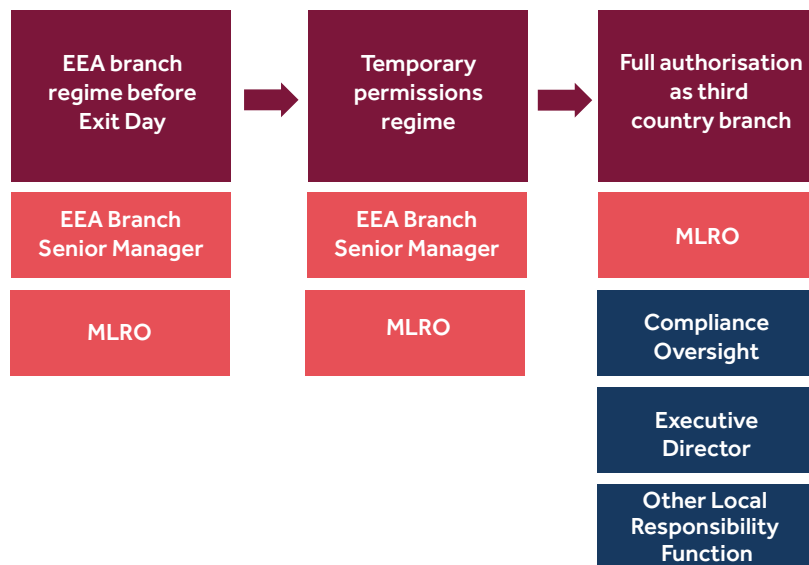 EEA branch
regime before
Exit Day
Temporary
permissions
regime
Full authorisation
as third
country branch
EEA Branch
Senior Manager
EEA Branch
Senior Manager
MLRO
MLRO
MLRO
Compliance
Oversight
Executive
Director
Other Local
Responsibility
Function